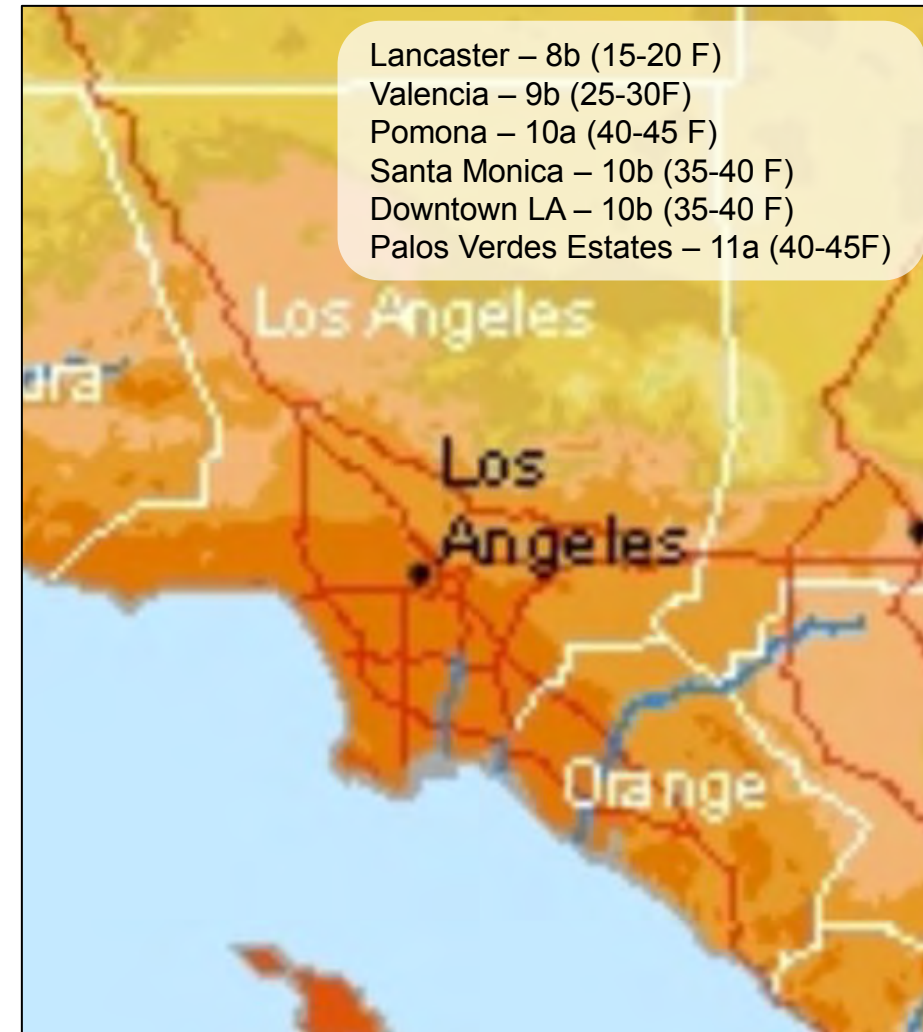 Lancaster – 8b (15-20 F)
Valencia – 9b (25-30F)
Pomona – 10a (40-45 F)
Santa Monica – 10b (35-40 F)
Downtown LA – 10b (35-40 F)
Palos Verdes Estates – 11a (40-45F)
Los Angeles
ura
Los
Angeles
Orange